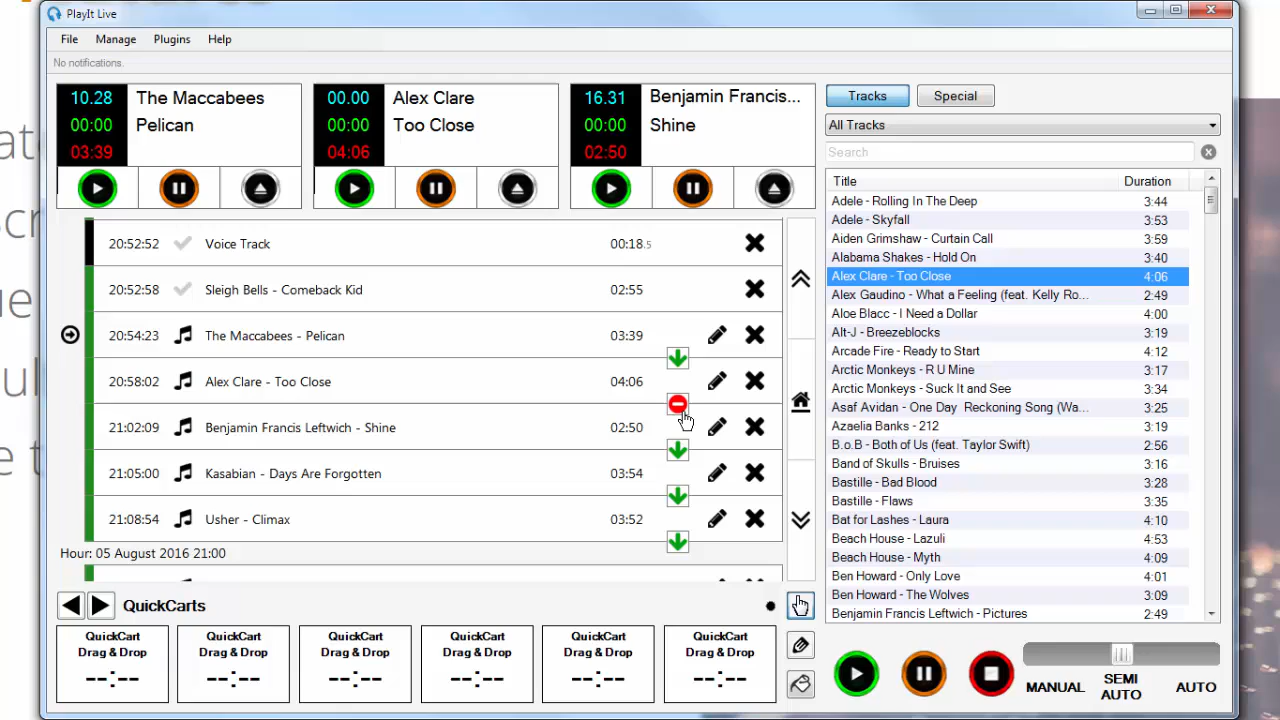 PlayIt Live
File Manage Plugins Help
No notifications.
10.28 The Maccabees
00:00 Pelican
03:39
00.00 Alex Clare
00:00 Too Close
04:06
16.31 Benjamin Francis...
00:00 Shine
02:50
Tracks Special
All Tracks
Search
20:52:52 Voice Track 00:18.5
20:52:56 Sleigh Bells - Comeback Kid 02:55
20:54:23 The Maccabees - Pelican 03:39
20:58:02 Alex Clare - Too Close 04:06
21:02:09 Benjamin Francis Leftwich - Shine 02:50
21:05:00 Kasabian - Days Are Forgotten 03:54
21:08:54 Usher - Climax 03:52
Hour: 05 August 2016 21:00
Title Duration
Adele - Rolling In The Deep 3:44
Adele - Skyfall 3:53
Aiden Grimshaw - Curtain Call 3:59
Alabama Shakes - Hold On 3:40
Alex Clare - Too Close 4:06
Alex Gaudino - What a Feeling (feat. Kelly Ro... 2:49
Aloe Blacc - I Need a Dollar 4:00
Alt-J - Breezeblocks 3:19
Arcade Fire - Ready to Start 4:12
Arctic Monkeys - R U Mine 3:17
Arctic Monkeys - Suck It and See 3:34
Asaf Avidan - One Day Reckoning Song (Wa... 3:25
Azaelia Banks - 212 3:19
B.o.B - Both of Us (feat. Taylor Swift) 2:56
Band of Skulls - Bruises 3:16
Bastille - Bad Blood 3:28
Bastille - Flaws 3:35
Bat for Lashes - Laura 4:10
Beach House - Lazuli 4:53
Beach House - Myth 4:09
Ben Howard - Only Love 4:01
Ben Howard - The Wolves 3:09
Benjamin Francis Leftwich - Pictures 2:49
QuickCarts
QuickCart QuickCart QuickCart QuickCart QuickCart QuickCart
Drag & Drop Drag & Drop Drag & Drop Drag & Drop Drag & Drop Drag & Drop
--:-- --:-- --:-- --:-- --:-- --:--
MANUAL SEMI AUTO AUTO